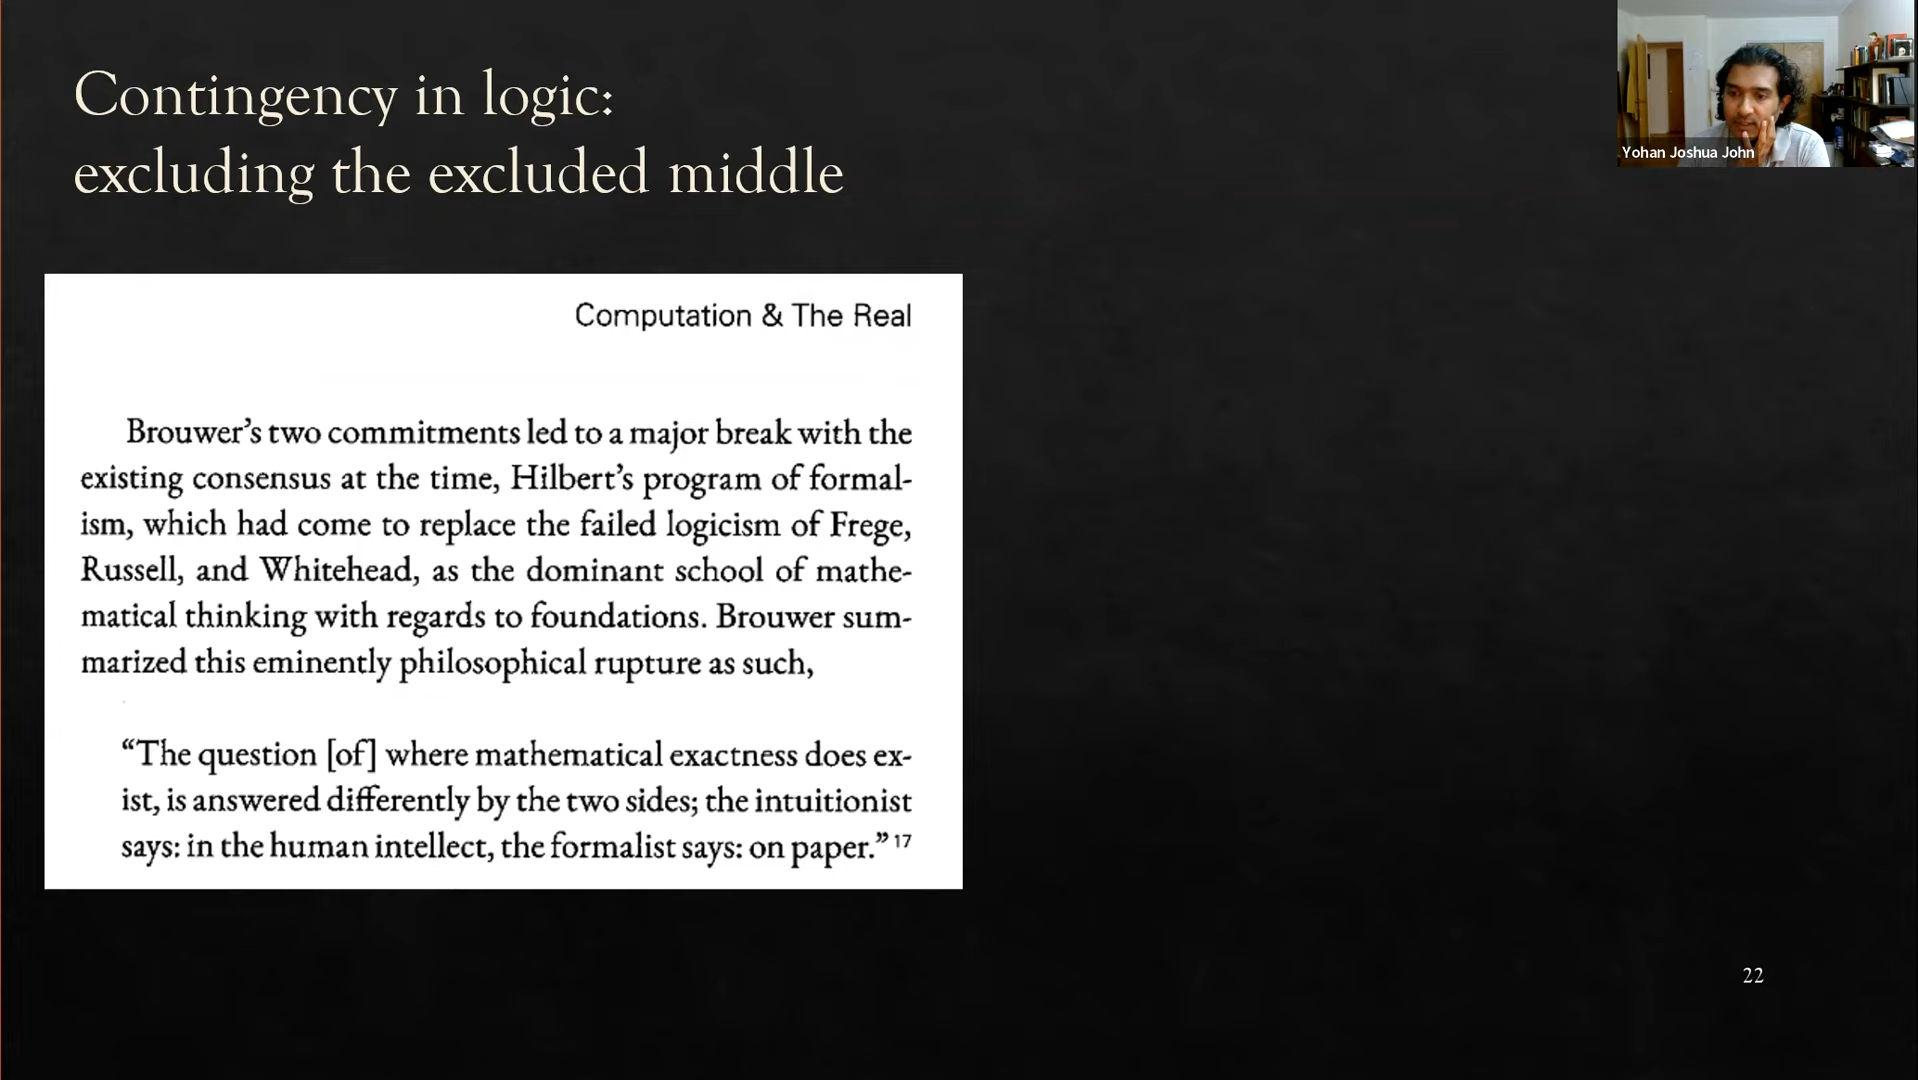 Contingency in logic:
excluding the excluded middle
Yohan Joshua John
Computation & The Real
Brouwer's two commitments led to a major break with the
existing consensus at the time, Hilbert's program of formal-
ism, which had come to replace the failed logicism of Frege,
Russell, and Whitehead, as the dominant school of mathe-
matical thinking with regards to foundations. Brouwer sum-
marized this eminently philosophical rupture as such,
“The question [of] where mathematical exactness does ex-
ist, is answered differently by the two sides; the intuitionist
says: in the human intellect, the formalist says: on paper.” 17
22